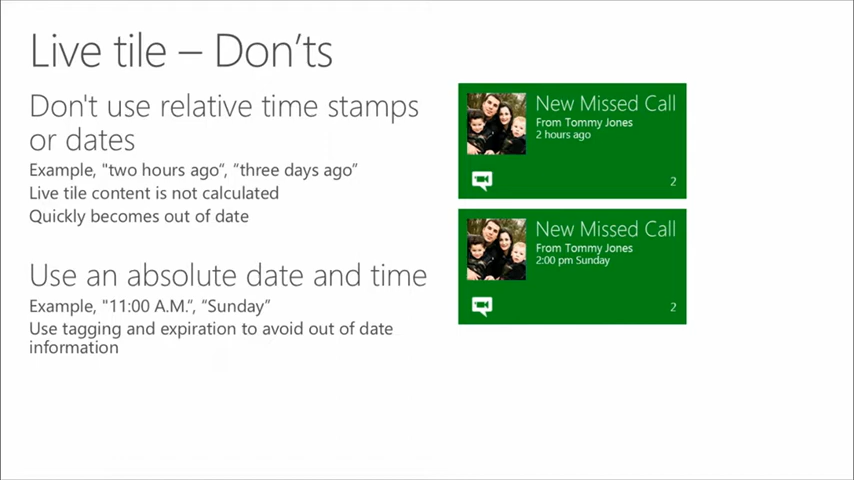 Live tile – Don'ts
Don't use relative time stamps
or dates
Example, "two hours ago“, “three days ago”
Live tile content is not calculated
Quickly becomes out of date
Use an absolute date and time
Example, "11:00 A.M.“, “Sunday”
Use tagging and expiration to avoid out of date
information
New Missed Call
From Tommy Jones
2 hours ago
2
New Missed Call
From Tommy Jones
2:00 pm Sunday
2